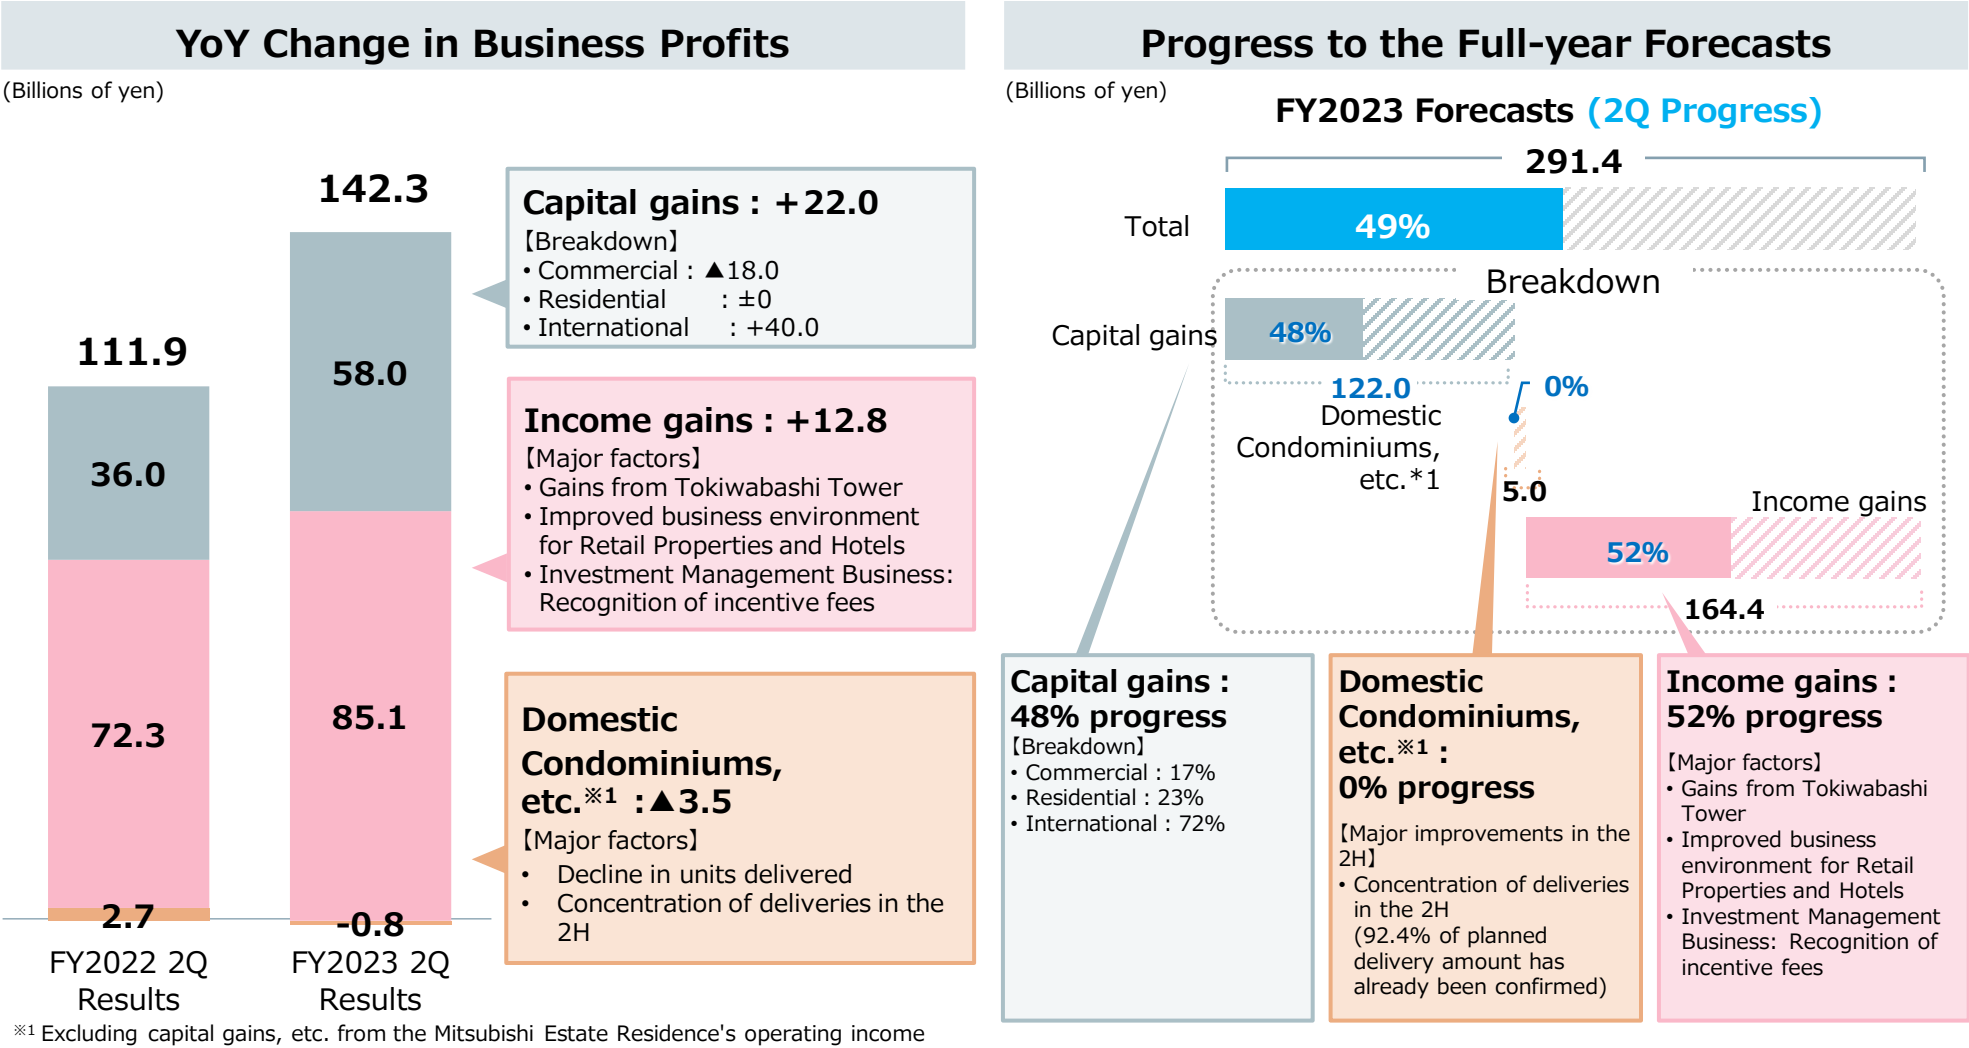 YoY Change in Business Profits
(Billions of yen)
142.3
58.0
85.1
-0.8
111.9
36.0
72.3
2.7
FY2022 2Q
Results
FY2023 2Q
Results
Capital gains : +22.0
【Breakdown】
• Commercial : ▲18.0
• Residential : ±0
• International : +40.0
Income gains : +12.8
【Major factors】
• Gains from Tokiwabashi Tower
• Improved business environment
for Retail Properties and Hotels
• Investment Management Business:
Recognition of incentive fees
Domestic
Condominiums,
etc.※1 :▲3.5
【Major factors】
• Decline in units delivered
• Concentration of deliveries in the
2H
※1 Excluding capital gains, etc. from the Mitsubishi Estate Residence's operating income
Progress to the Full-year Forecasts
(Billions of yen)
FY2023 Forecasts (2Q Progress)
291.4
Total
49%
Breakdown
Capital gains
48%
122.0
0%
Domestic
Condominiums,
etc.*1
5.0
Income gains
52%
164.4
Capital gains :
48% progress
【Breakdown】
• Commercial : 17%
• Residential : 23%
• International : 72%
Domestic
Condominiums,
etc.※1 :
0% progress
【Major improvements in the
2H】
• Concentration of deliveries
in the 2H
(92.4% of planned
delivery amount has
already been confirmed)
Income gains :
52% progress
【Major factors】
• Gains from Tokiwabashi
Tower
• Improved business
environment for Retail
Properties and Hotels
• Investment Management
Business: Recognition of
incentive fees